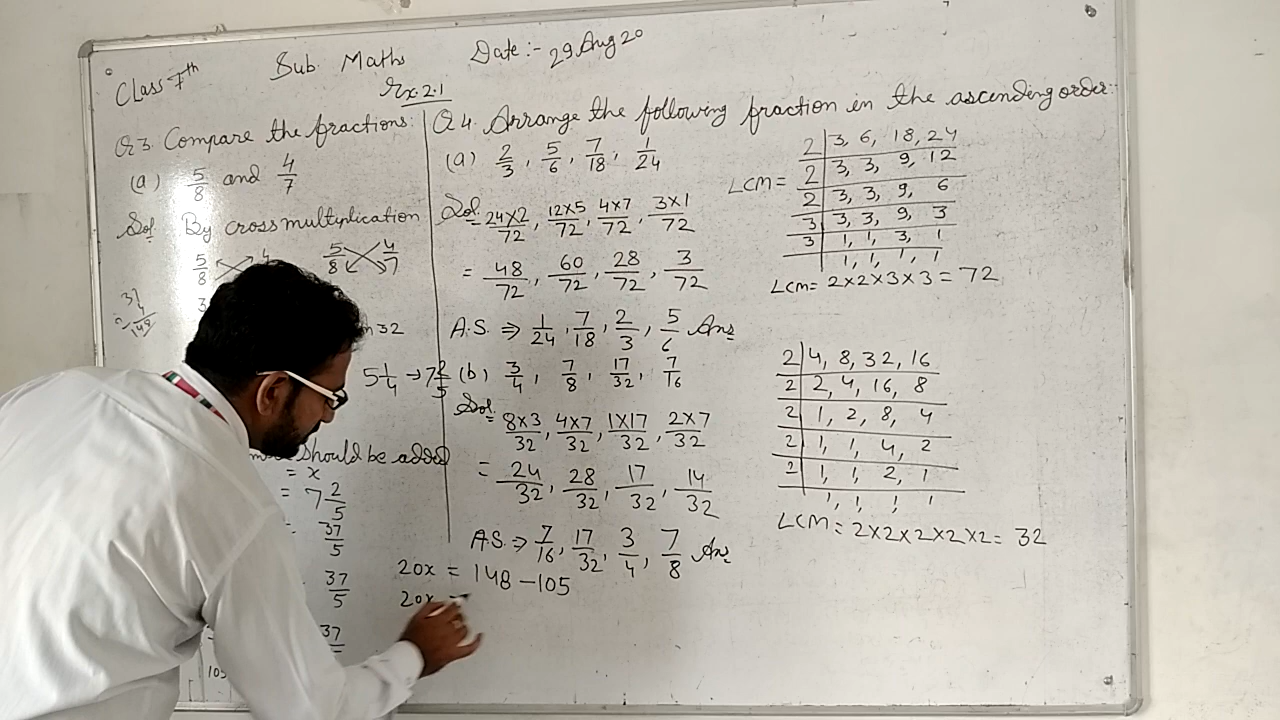 Class 7th Sub. Maths Date:- 29 Aug 20
Ex. 2.1
Q3. Compare the fractions:
(a) 5/8 and 4/7
Sol. By cross multiplication
5/8 4/7
5/8
32
5 1/4 → 7 2/5
should be added
= x
= 7 2/5
= 37/5
37/5
37
105
20x = 148 - 105
20x =
Q4. Arrange the following fraction in the ascending order:
(a) 2/3, 5/6, 7/18, 1/24
Sol. = 24×2/72, 12×5/72, 4×7/72, 3×1/72
= 48/72, 60/72, 28/72, 3/72
A.S. ⇒ 1/24, 7/18, 2/3, 5/6 Ans
(b) 3/4, 7/8, 17/32, 7/16
Sol. = 8×3/32, 4×7/32, 1×17/32, 2×7/32
= 24/32, 28/32, 17/32, 14/32
A.S. ⇒ 7/16, 17/32, 3/4, 7/8 Ans
LCM =
2 | 3, 6, 18, 24
2 | 3, 3, 9, 12
2 | 3, 3, 9, 6
3 | 3, 3, 9, 3
3 | 1, 1, 3, 1
1, 1, 1, 1
LCM = 2×2×3×3 = 72
2 | 4, 8, 32, 16
2 | 2, 4, 16, 8
2 | 1, 2, 8, 4
2 | 1, 1, 4, 2
2 | 1, 1, 2, 1
1, 1, 1, 1
LCM = 2×2×2×2×2 = 32